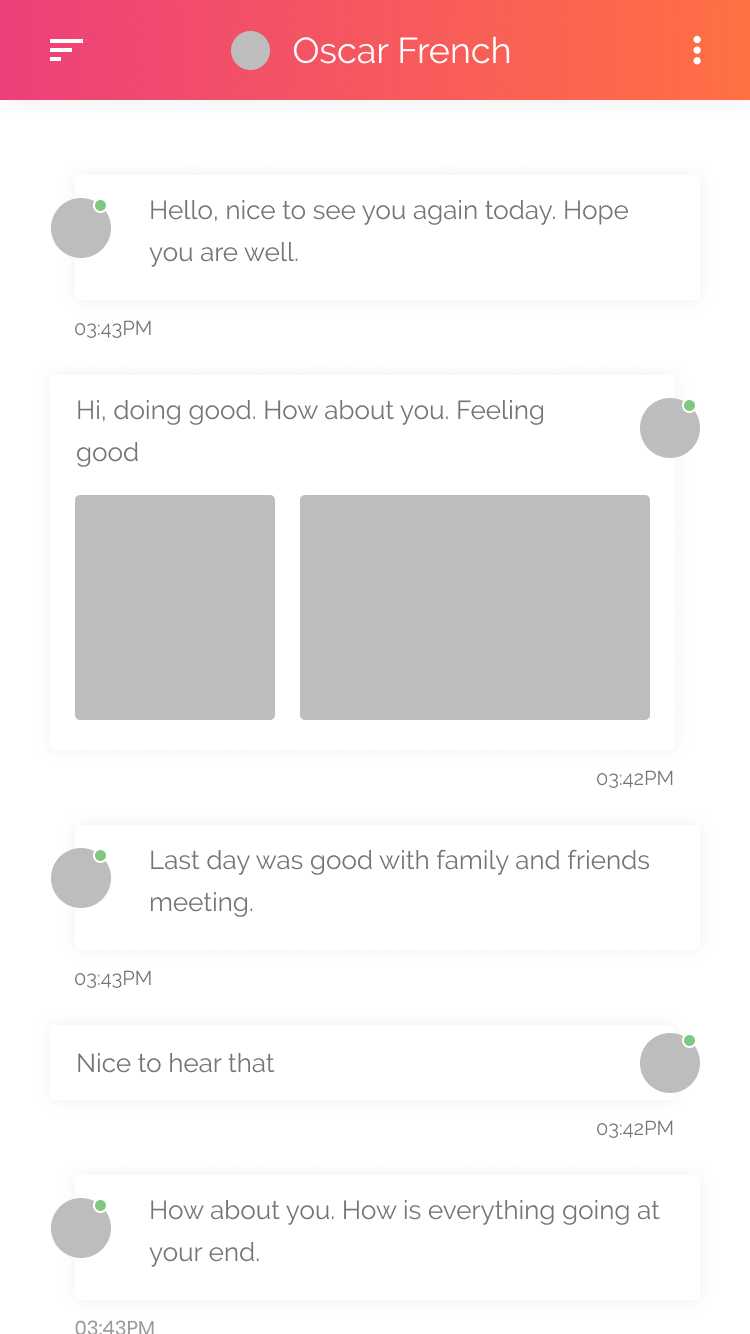 Oscar French
Hello, nice to see you again today. Hope
you are well.
03:43PM
Hi, doing good. How about you. Feeling
good
03:42PM
Last day was good with family and friends
meeting.
03:43PM
Nice to hear that
03:42PM
How about you. How is everything going at
your end.
03:43PM